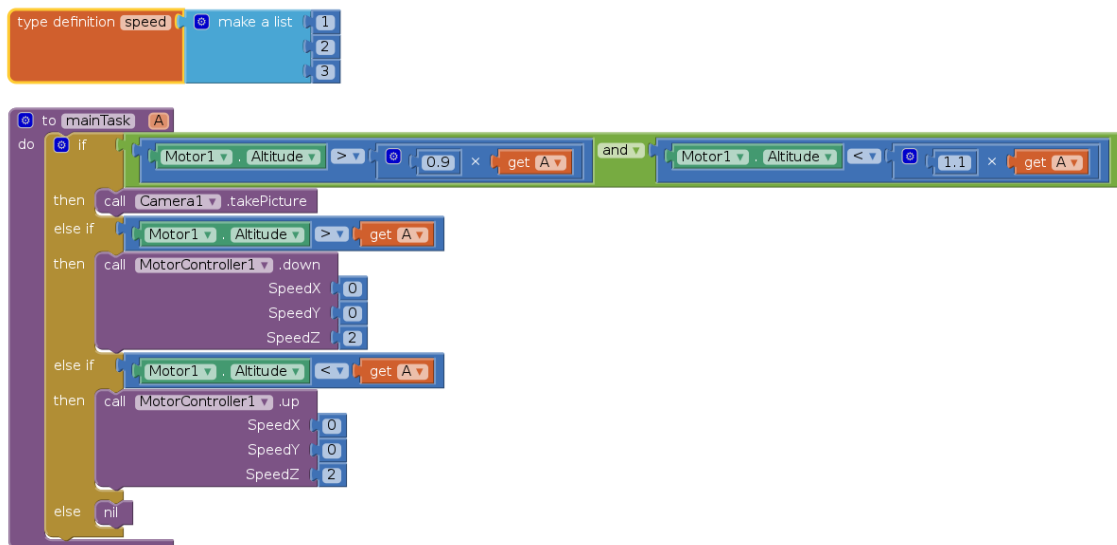 type definition speed make a list 1
2
3
to mainTask A
do if Motor1 . Altitude > 0.9 × get A and Motor1 . Altitude < 1.1 × get A
then call Camera1 .takePicture
else if Motor1 . Altitude > get A
then call MotorController1 .down
SpeedX 0
SpeedY 0
SpeedZ 2
else if Motor1 . Altitude < get A
then call MotorController1 .up
SpeedX 0
SpeedY 0
SpeedZ 2
else nil